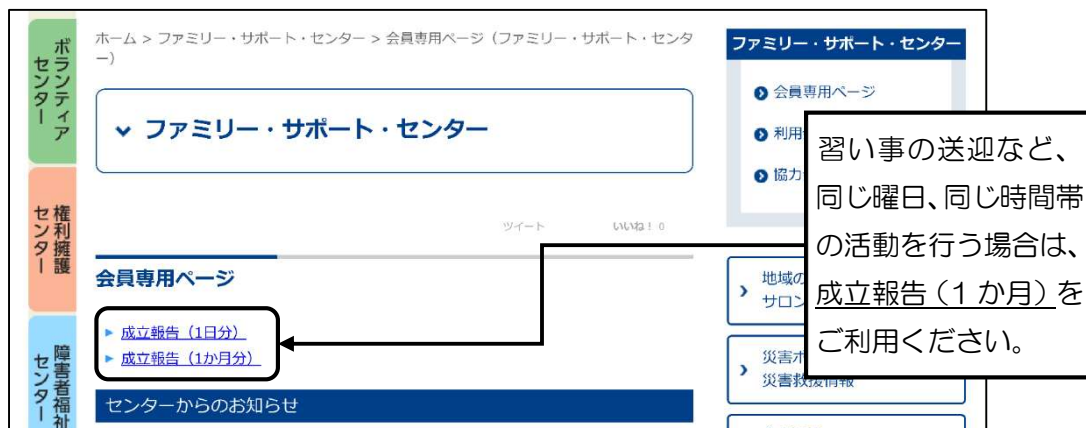 ボランティア
センター
権利擁護
センター
障害者福祉
センター
ホーム > ファミリー・サポート・センター > 会員専用ページ（ファミリー・サポート・センタ
ー）
ファミリー・サポート・センター
ツイート
いいね！ 0
会員専用ページ
成立報告（1日分）
成立報告（1か月分）
センターからのお知らせ
ファミリー・サポート・センター
会員専用ページ
利用
協力
地域の
サロン
災害ボ
災害救援情報
習い事の送迎など、
同じ曜日、同じ時間帯
の活動を行う場合は、
成立報告（1 か月）を
ご利用ください。